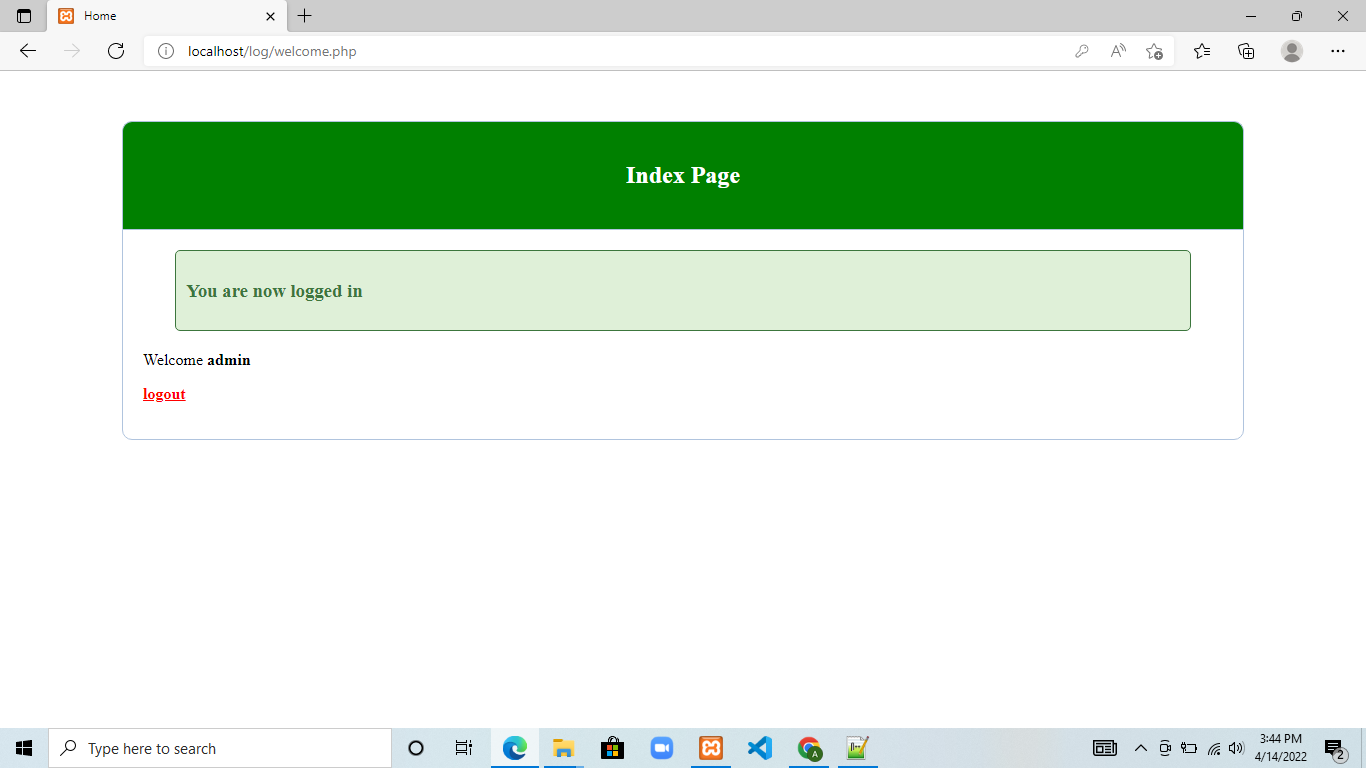 Home
localhost/log/welcome.php
Index Page
You are now logged in
Welcome admin
logout
Type here to search
3:44 PM
4/14/2022
2